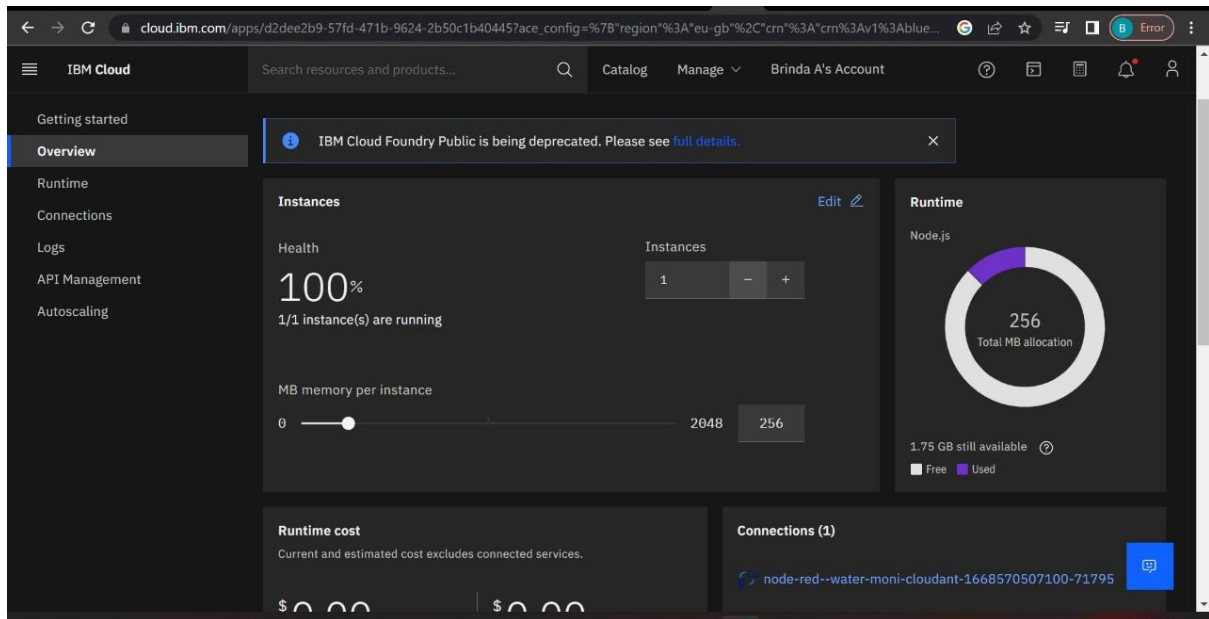 cloud.ibm.com/apps/d2dee2b9-57fd-471b-9624-2b50c1b40445?ace_config=%7B"region"%3A"eu-gb"%2C"crn"%3A"crn%3Av1%3Ablue...
B Error
IBM Cloud
Search resources and products...
Catalog
Manage
Brinda A's Account
Getting started
Overview
Runtime
Connections
Logs
API Management
Autoscaling
IBM Cloud Foundry Public is being deprecated. Please see full details.
Instances
Edit
Health
100%
1/1 instance(s) are running
Instances
1 - +
MB memory per instance
0 2048 256
Runtime
Node.js
256
Total MB allocation
1.75 GB still available
Free Used
Runtime cost
Current and estimated cost excludes connected services.
$0.00 $0.00
Connections (1)
node-red--water-moni-cloudant-1668570507100-71795